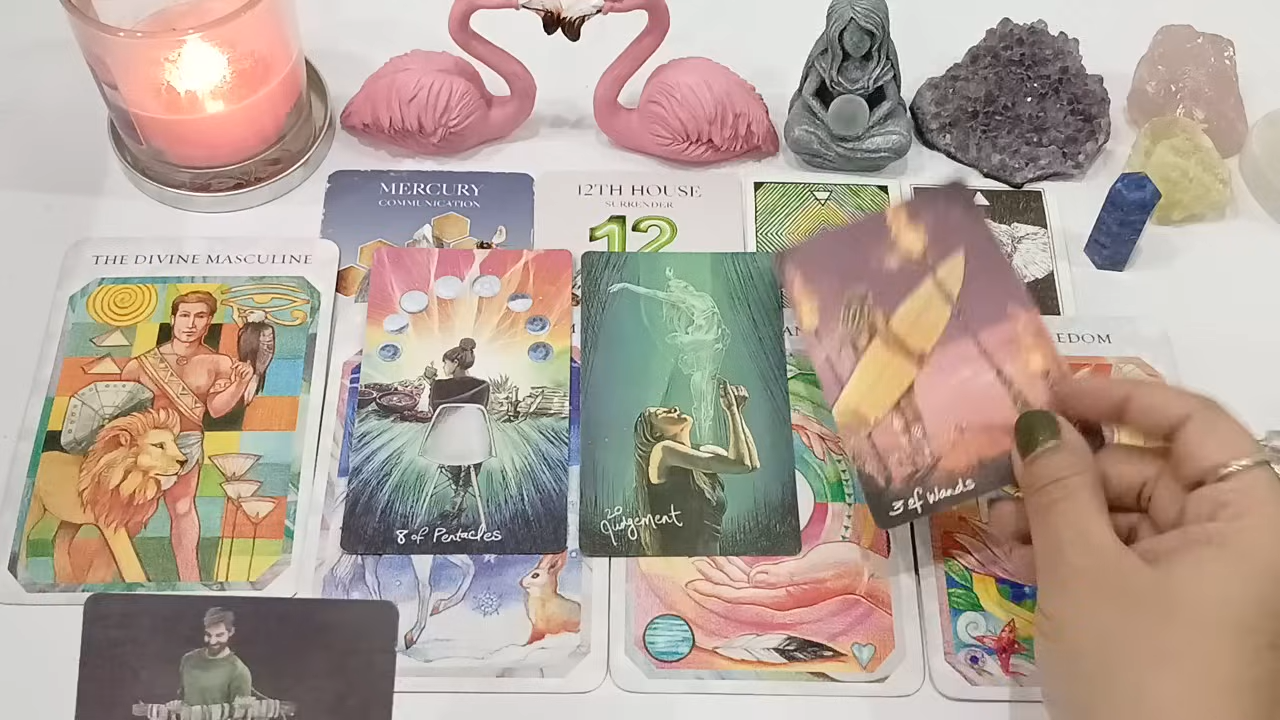 MERCURY
COMMUNICATION
12TH HOUSE
SURRENDER
12
THE DIVINE MASCULINE
EDOM
8 of Pentacles
20
Judgement
3 of Wands